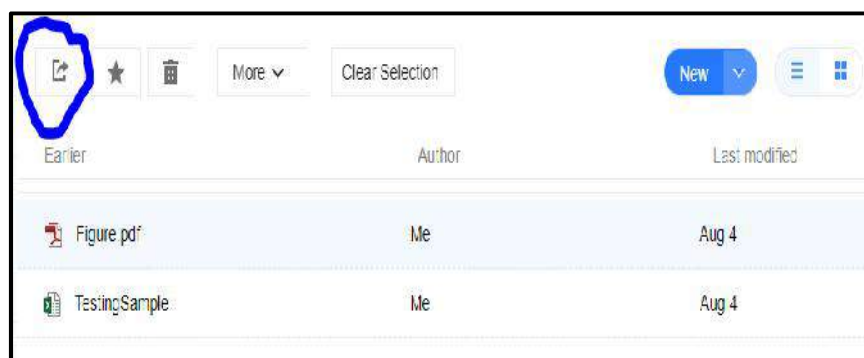 More Clear Selection New
Earlier Author Last modified
Figure.pdf Me Aug 4
TestingSample Me Aug 4